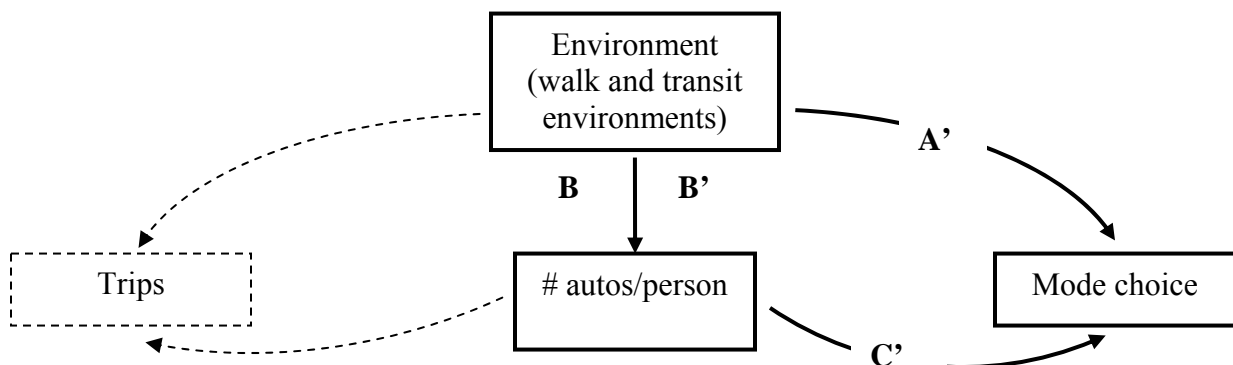 Environment
(walk and transit
environments)
A’
B
B’
Trips
# autos/person
Mode choice
C’